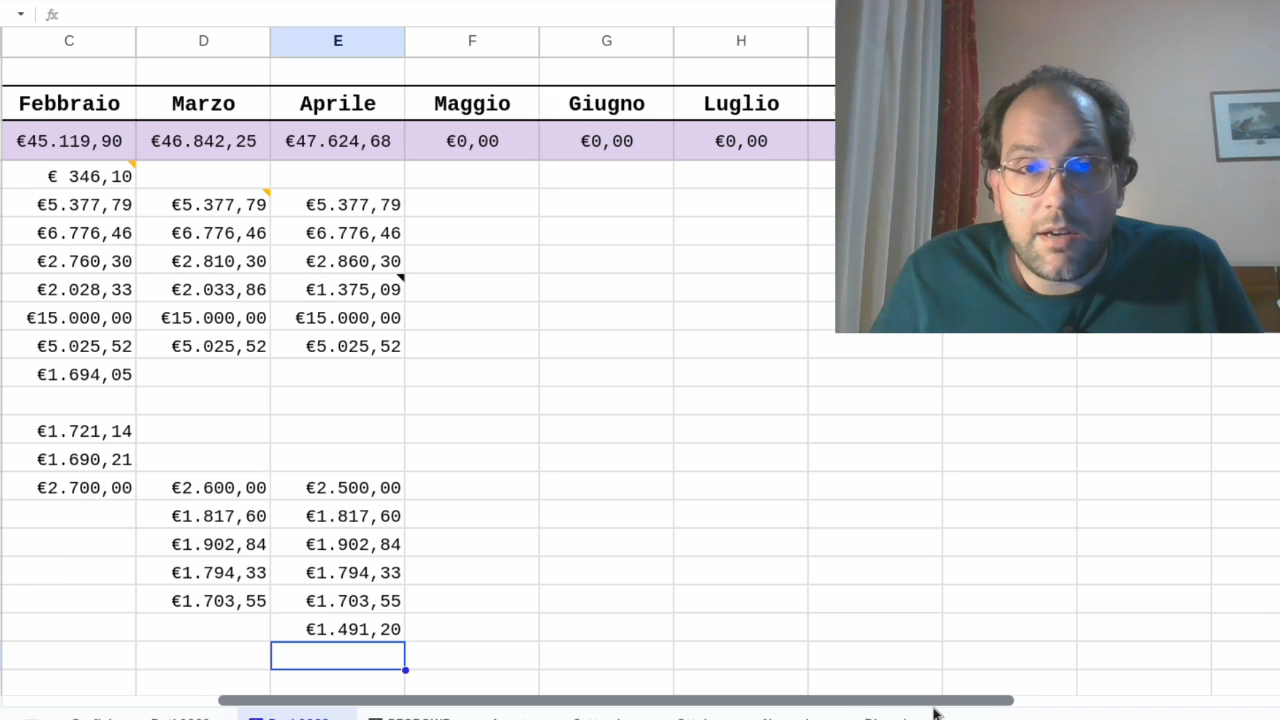 fx
C D E F G H
Febbraio Marzo Aprile Maggio Giugno Luglio
€45.119,90 €46.842,25 €47.624,68 €0,00 €0,00 €0,00
€ 346,10
€5.377,79 €5.377,79 €5.377,79
€6.776,46 €6.776,46 €6.776,46
€2.760,30 €2.810,30 €2.860,30
€2.028,33 €2.033,86 €1.375,09
€15.000,00 €15.000,00 €15.000,00
€5.025,52 €5.025,52 €5.025,52
€1.694,05
€1.721,14
€1.690,21
€2.700,00 €2.600,00 €2.500,00
€1.817,60 €1.817,60
€1.902,84 €1.902,84
€1.794,33 €1.794,33
€1.703,55 €1.703,55
€1.491,20